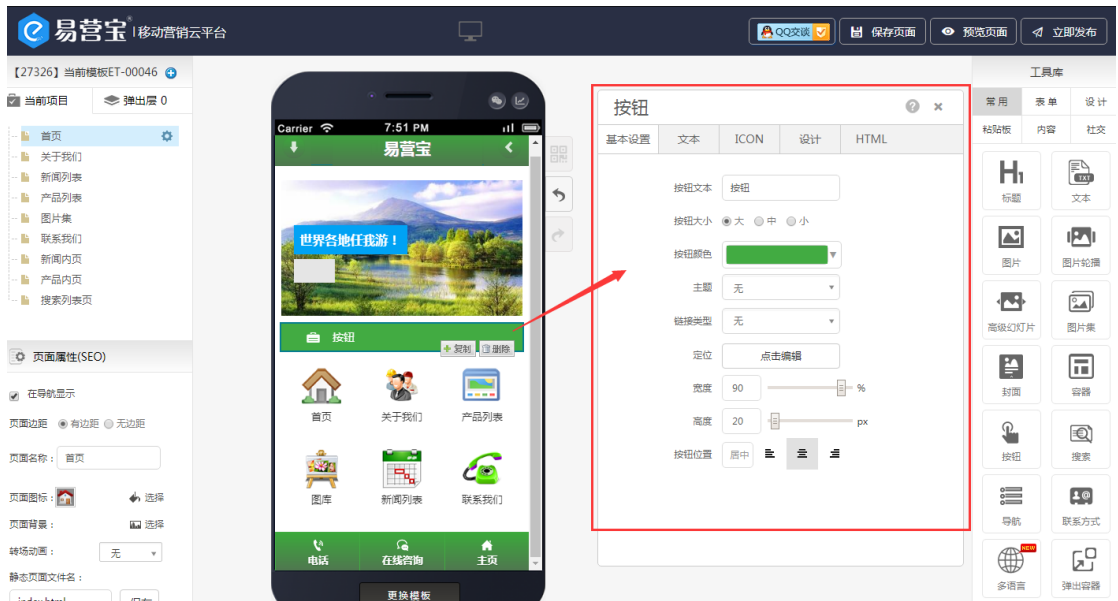 易营宝 移动营销云平台
QQ交谈
保存页面
预览页面
立即发布
【27326】当前模板ET-00046
当前项目
弹出层 0
首页
关于我们
新闻列表
产品列表
图片集
联系我们
新闻内页
产品内页
搜索列表页
页面属性(SEO)
在导航显示
页面边距 有边距 无边距
页面名称： 首页
页面图标： 选择
页面背景： 选择
转场动画： 无
静态页面文件名：
index.html 保存
Carrier 7:51 PM
易营宝
世界各地任我游！
按钮
复制 删除
首页 关于我们 产品列表
图库 新闻列表 联系我们
电话 在线咨询 主页
更换模板
按钮
基本设置 文本 ICON 设计 HTML
按钮文本 按钮
按钮大小 大 中 小
按钮颜色
主题 无
链接类型 无
定位 点击编辑
宽度 90 %
高度 20 px
按钮位置 居中
工具库
常用 表单 设计
粘贴板 内容 社交
H1 TXT
标题 文本
图片 图片轮播
高级幻灯片 图片集
封面 容器
按钮 搜索
导航 联系方式
NEW
多语言 弹出容器